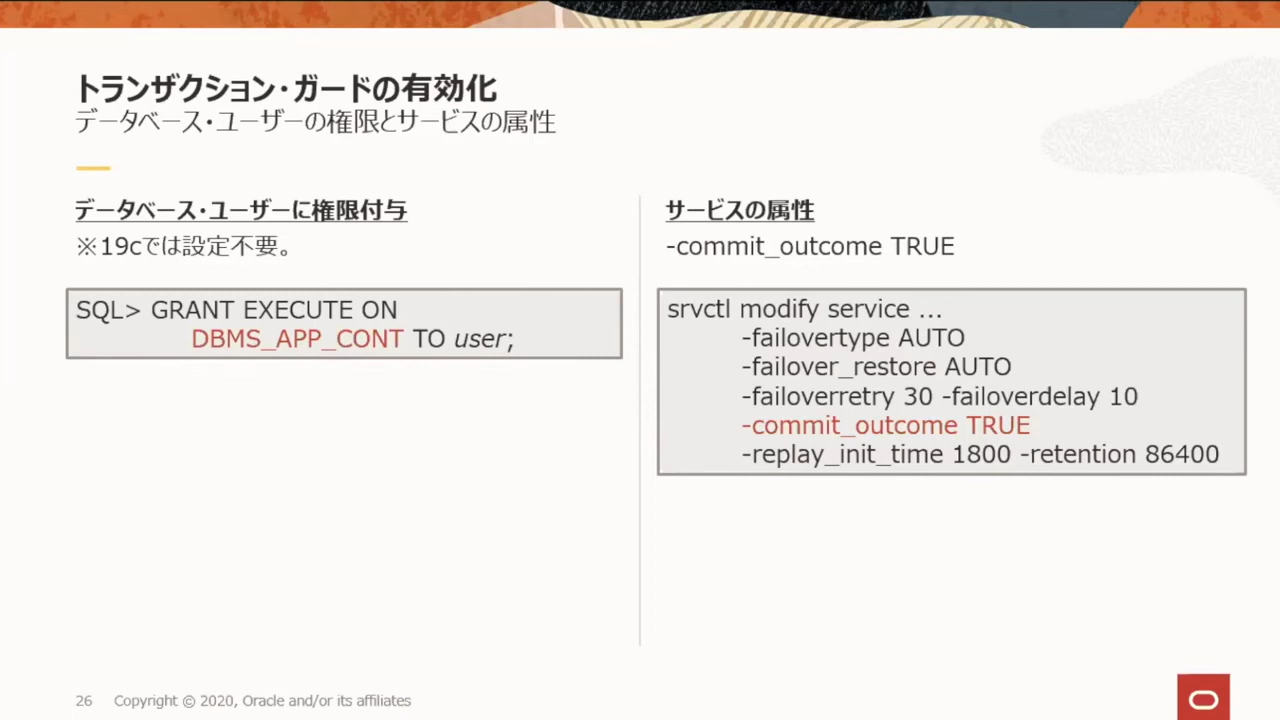 トランザクション・ガードの有効化
データベース・ユーザーの権限とサービスの属性
データベース・ユーザーに権限付与
※19cでは設定不要。
SQL> GRANT EXECUTE ON
DBMS_APP_CONT TO user;
サービスの属性
-commit_outcome TRUE
srvctl modify service ...
-failovertype AUTO
-failover_restore AUTO
-failoverretry 30 -failoverdelay 10
-commit_outcome TRUE
-replay_init_time 1800 -retention 86400
26 Copyright © 2020, Oracle and/or its affiliates